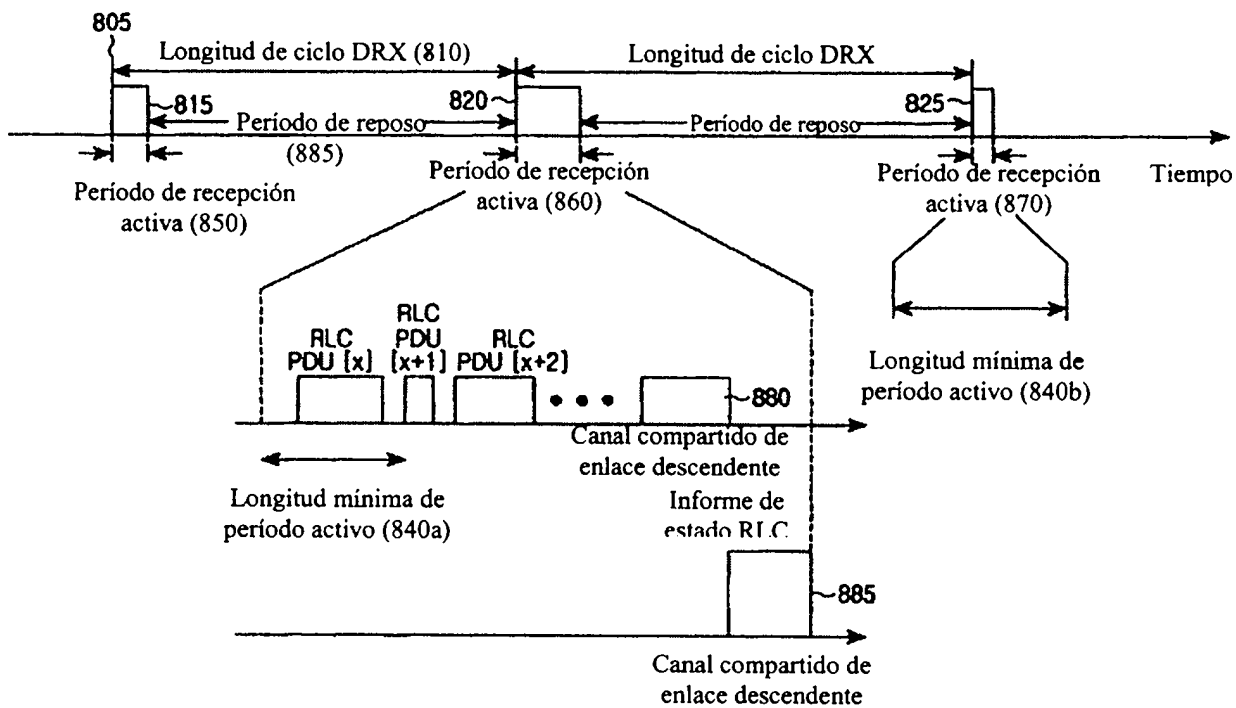 805
Longitud de ciclo DRX (810)
Longitud de ciclo DRX
815
820
825
Período de reposo
(885)
Período de reposo
Período de recepción
activa (850)
Período de recepción
activa (860)
Período de recepción
activa (870)
Tiempo
RLC
PDU [x]
RLC
PDU
[x+1]
RLC
PDU [x+2]
880
Canal compartido de
enlace descendente
Longitud mínima de
período activo (840a)
Longitud mínima de
período activo (840b)
Informe de
estado RLC
885
Canal compartido de
enlace descendente